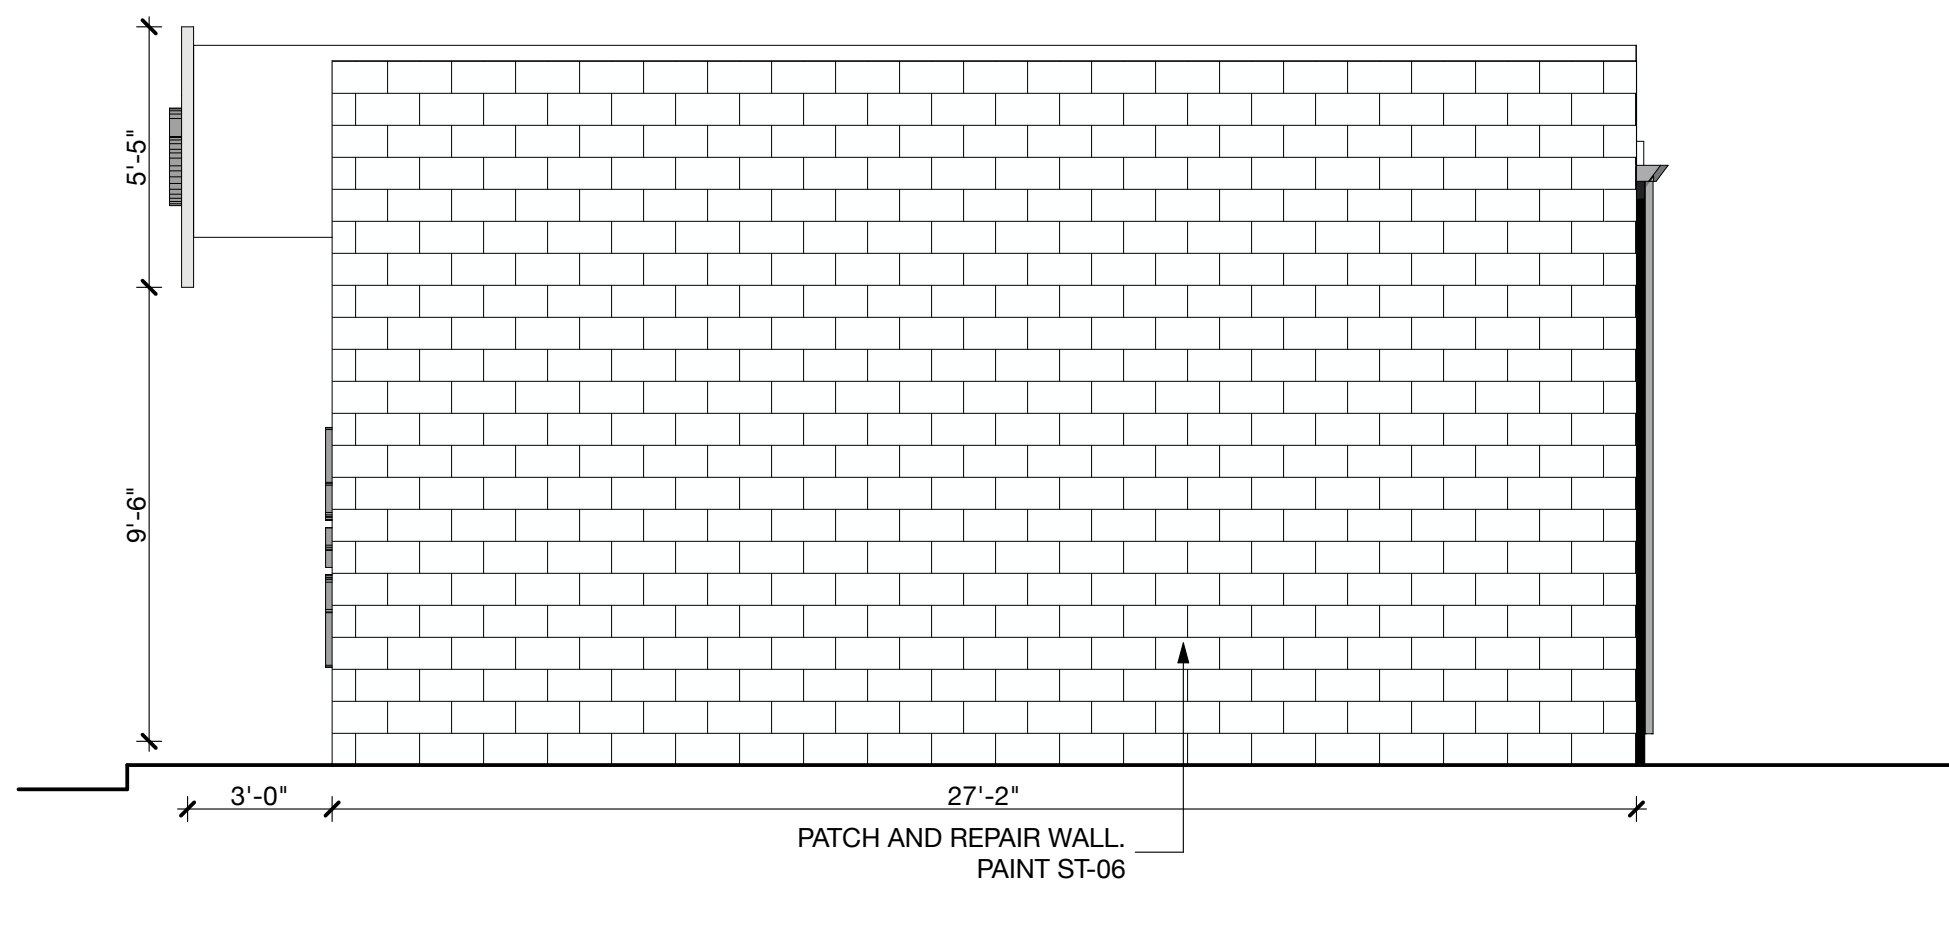 5'-5"
9'-6"
3'-0"
27'-2"
PATCH AND REPAIR WALL.
PAINT ST-06